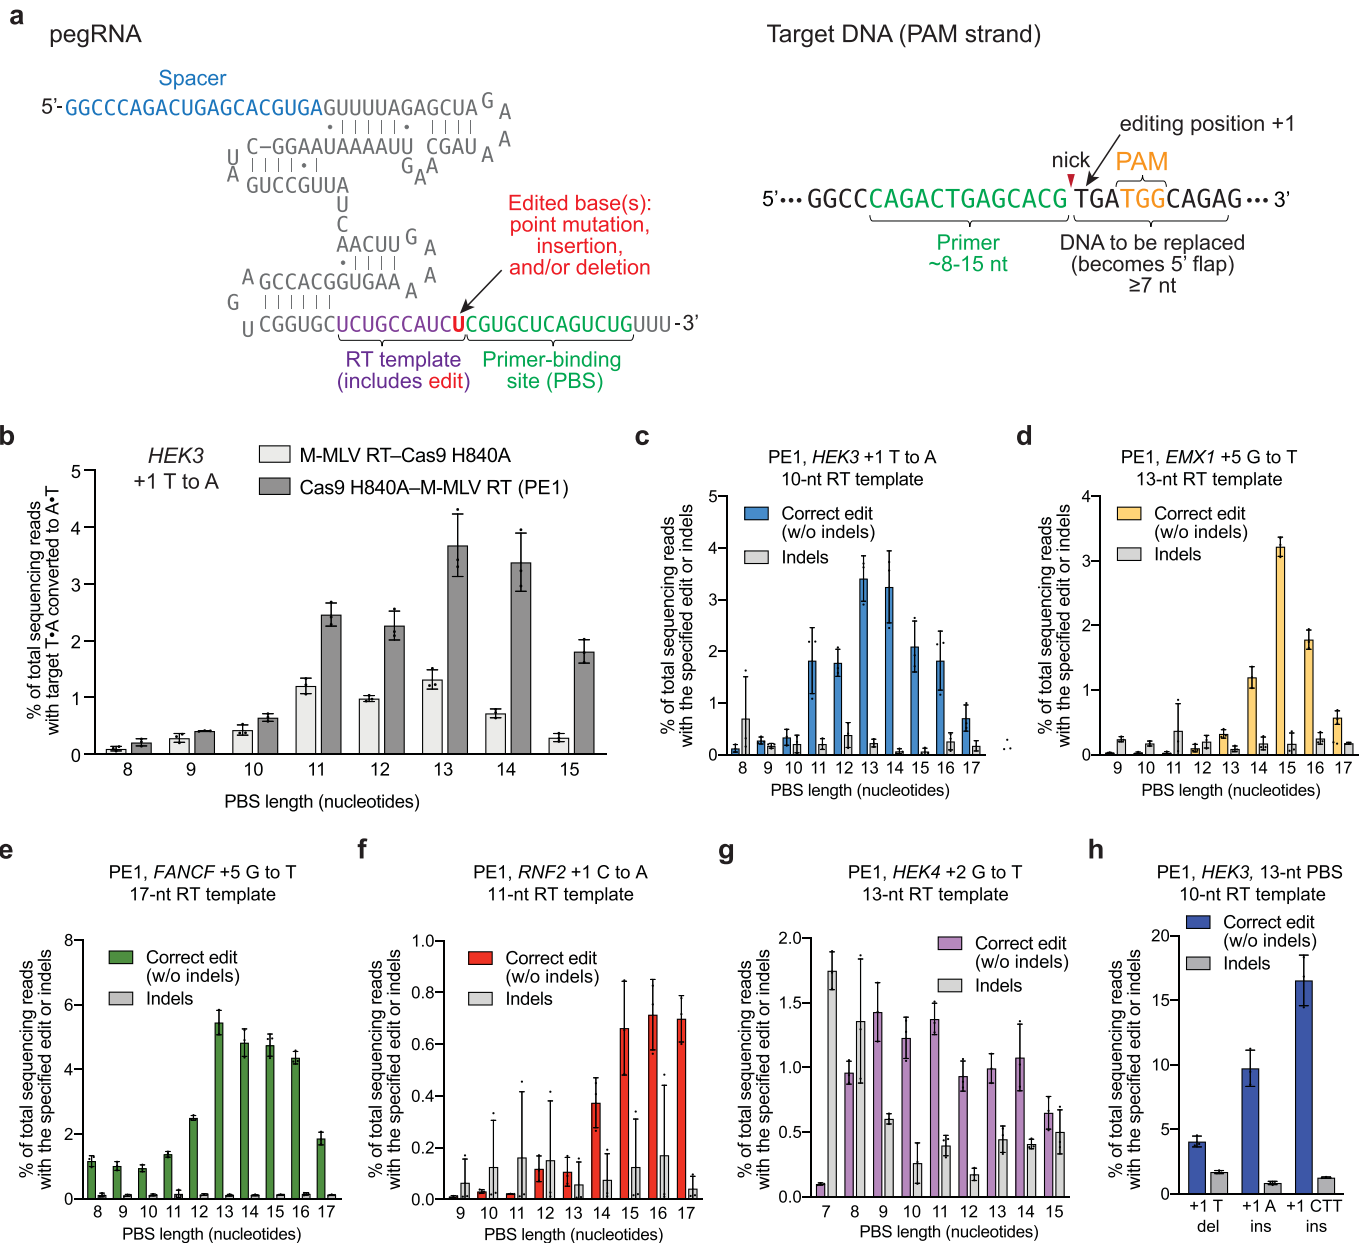 a
pegRNA
Target DNA (PAM strand)
Spacer
5'-GGCCCAGACUGAGCACGUGAGUUUUAGAGCUAG
A
A
A
C–GGAAUAAAAUU CGAU
G A A
U
A
GUCCGUUA
U
C
A
AACUU G
A
A
A
A
GCCACGGUGAA
G
U
CGGUGCUCUGCCAUCUCGUGCUCAGUCUGUUU-3'
Edited base(s):
point mutation,
insertion,
and/or deletion
RT template
(includes edit)
Primer-binding
site (PBS)
editing position +1
nick
PAM
5'••• GGCCCAGACTGAGCACG TGATGGCAGAG••• 3'
Primer
~8-15 nt
DNA to be replaced
(becomes 5' flap)
≥7 nt
b
HEK3
+1 T to A
M-MLV RT–Cas9 H840A
Cas9 H840A–M-MLV RT (PE1)
% of total sequencing reads
with target T•A converted to A•T
5
4
3
2
1
0
8 9 10 11 12 13 14 15
PBS length (nucleotides)
c
PE1, HEK3 +1 T to A
10-nt RT template
Correct edit
(w/o indels)
Indels
% of total sequencing reads
with the specified edit or indels
5
4
3
2
1
0
8 9 10 11 12 13 14 15 16 17
PBS length (nucleotides)
d
PE1, EMX1 +5 G to T
13-nt RT template
Correct edit
(w/o indels)
Indels
% of total sequencing reads
with the specified edit or indels
4
3
2
1
0
9 10 11 12 13 14 15 16 17
PBS length (nucleotides)
e
PE1, FANCF +5 G to T
17-nt RT template
Correct edit
(w/o indels)
Indels
% of total sequencing reads
with the specified edit or indels
8
6
4
2
0
8 9 10 11 12 13 14 15 16 17
PBS length (nucleotides)
f
PE1, RNF2 +1 C to A
11-nt RT template
Correct edit
(w/o indels)
Indels
% of total sequencing reads
with the specified edit or indels
1.0
0.8
0.6
0.4
0.2
0.0
9 10 11 12 13 14 15 16 17
PBS length (nucleotides)
g
PE1, HEK4 +2 G to T
13-nt RT template
Correct edit
(w/o indels)
Indels
% of total sequencing reads
with the specified edit or indels
2.0
1.5
1.0
0.5
0.0
7 8 9 10 11 12 13 14 15
PBS length (nucleotides)
h
PE1, HEK3, 13-nt PBS
10-nt RT template
Correct edit
(w/o indels)
Indels
% of total sequencing reads
with the specified edit or indels
20
15
10
5
0
+1 T +1 A +1 CTT
del ins ins